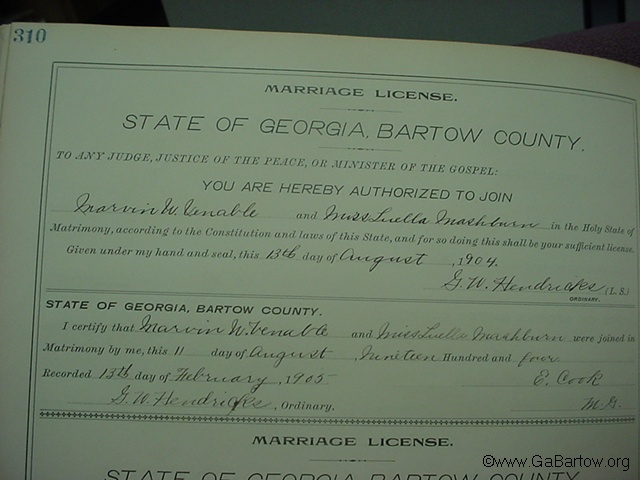 310
MARRIAGE LICENSE.
STATE OF GEORGIA, BARTOW COUNTY.
TO ANY JUDGE, JUSTICE OF THE PEACE, OR MINISTER OF THE GOSPEL:
YOU ARE HEREBY AUTHORIZED TO JOIN
Marvin W. Venable and Miss Luella Mashburn in the Holy State of
Matrimony, according to the Constitution and laws of this State, and for so doing this shall be your sufficient license.
Given under my hand and seal, this 13th day of August, 1904.
G. W. Hendricks (L. S.)
ORDINARY.
STATE OF GEORGIA, BARTOW COUNTY.
I certify that Marvin W. Venable and Miss Luella Mashburn were joined in
Matrimony by me, this 11 day of August, Nineteen Hundred and four
Recorded 13th day of February, 1905 E. Cook
G. W. Hendricks, Ordinary. M. G.
MARRIAGE LICENSE.
STATE OF GEORGIA, BARTOW COUNTY
©www.GaBartow.org